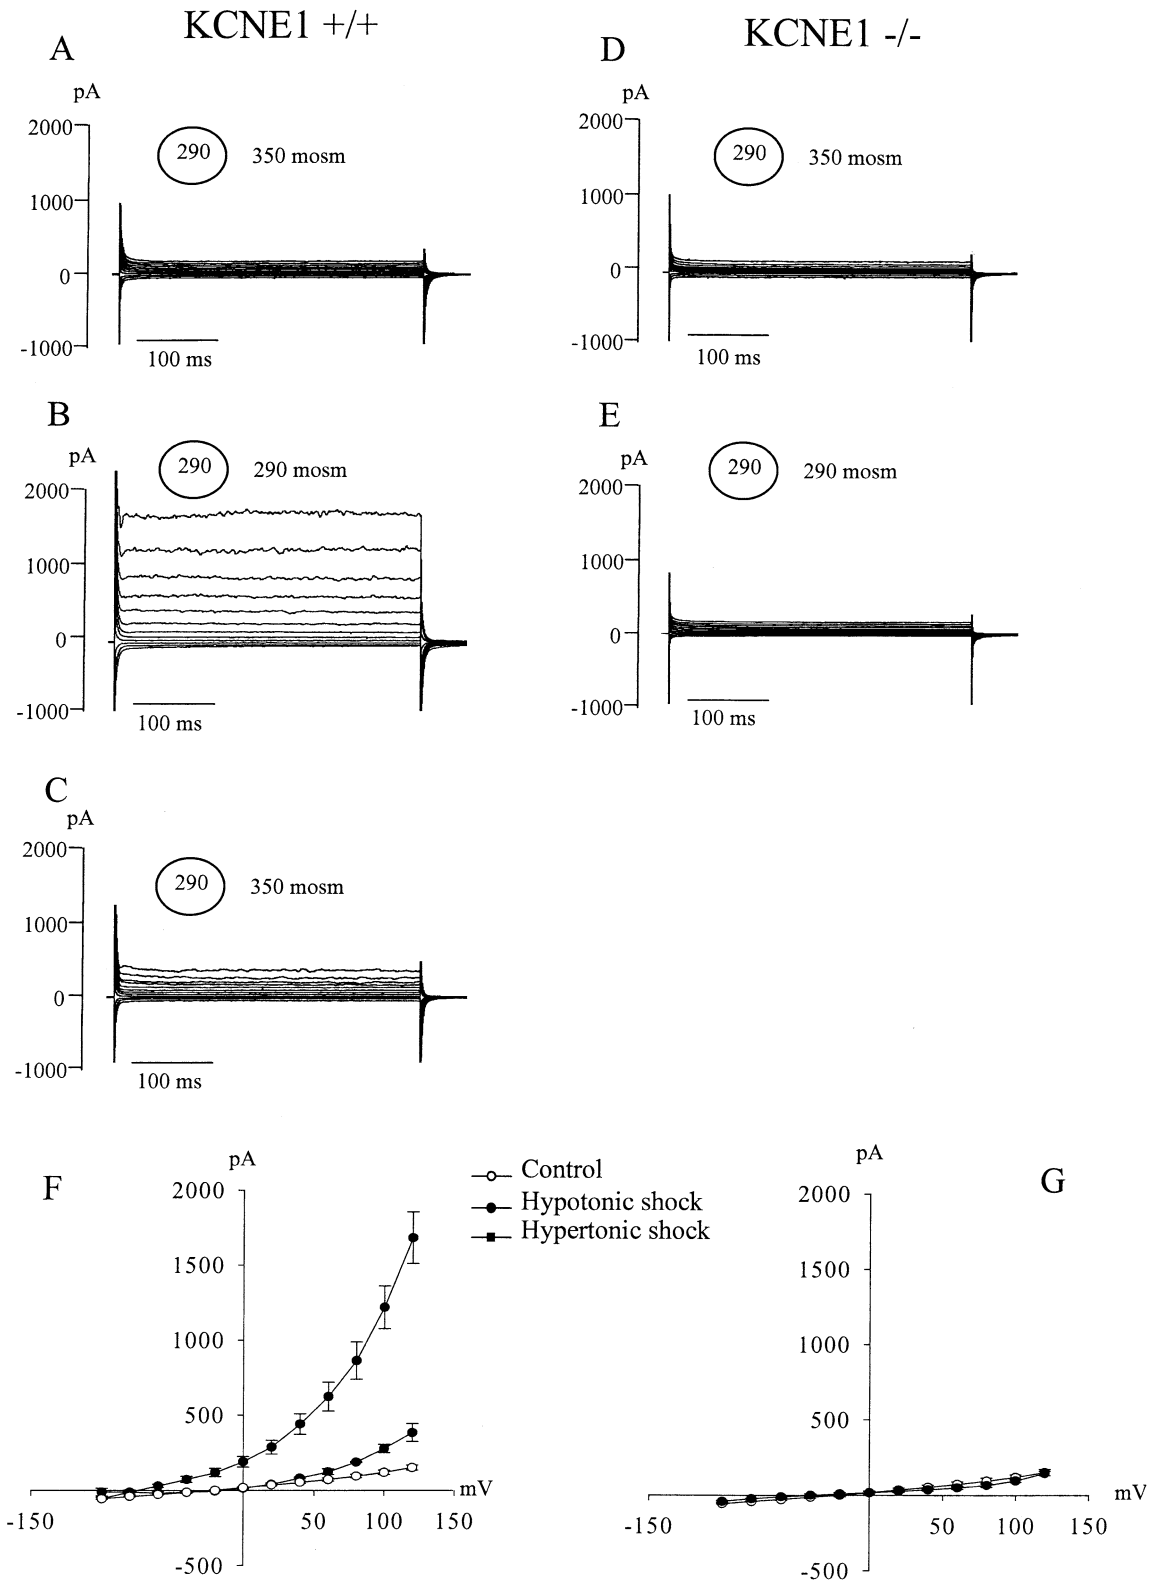 KCNE1 +/+
KCNE1 -/-
A
pA
2000
1000
0
-1000
290
350 mosm
100 ms
D
pA
2000
1000
0
-1000
290
350 mosm
100 ms
B
pA
2000
1000
0
-1000
290
290 mosm
100 ms
E
pA
2000
1000
0
-1000
290
290 mosm
100 ms
C
pA
2000
1000
0
-1000
290
350 mosm
100 ms
F
pA
2000
1500
1000
500
-500
-150
50
100
150
mV
Control
Hypotonic shock
Hypertonic shock
G
pA
2000
1500
1000
500
-500
-150
50
100
150
mV